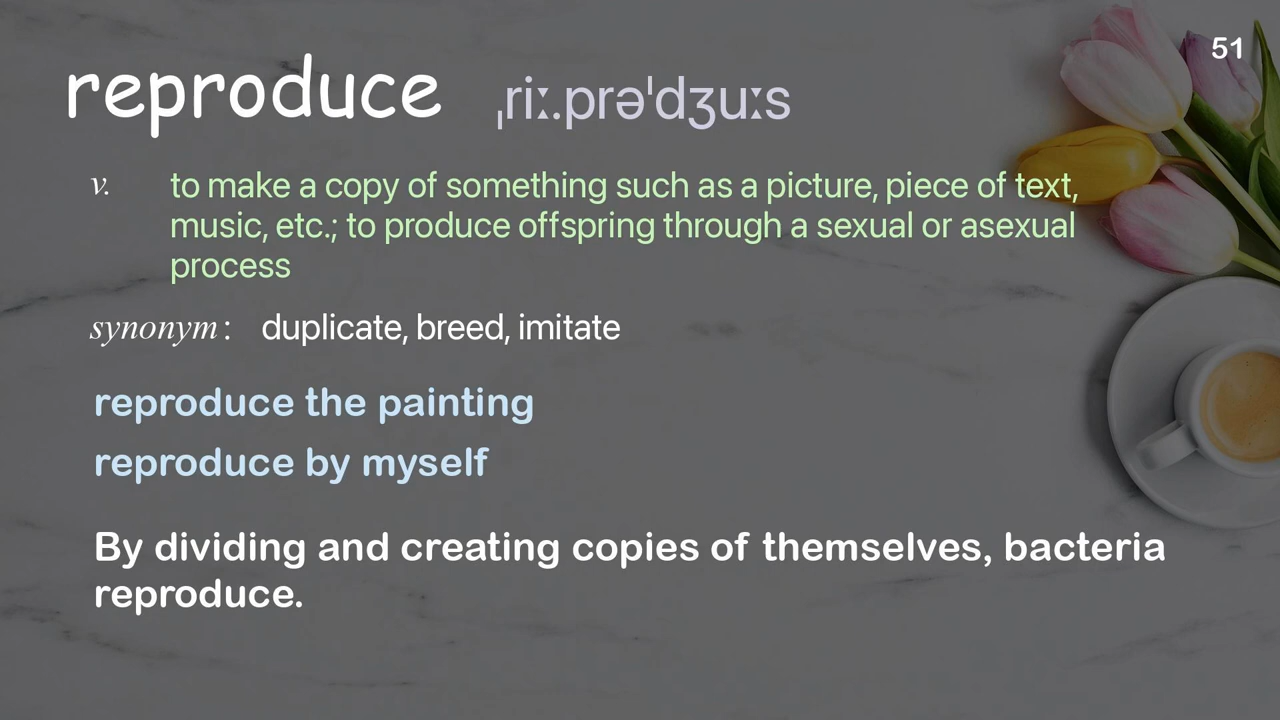 51
reproduce ˌriː.prəˈdʒuːs
v. to make a copy of something such as a picture, piece of text,
music, etc.; to produce offspring through a sexual or asexual
process
synonym: duplicate, breed, imitate
reproduce the painting
reproduce by myself
By dividing and creating copies of themselves, bacteria
reproduce.